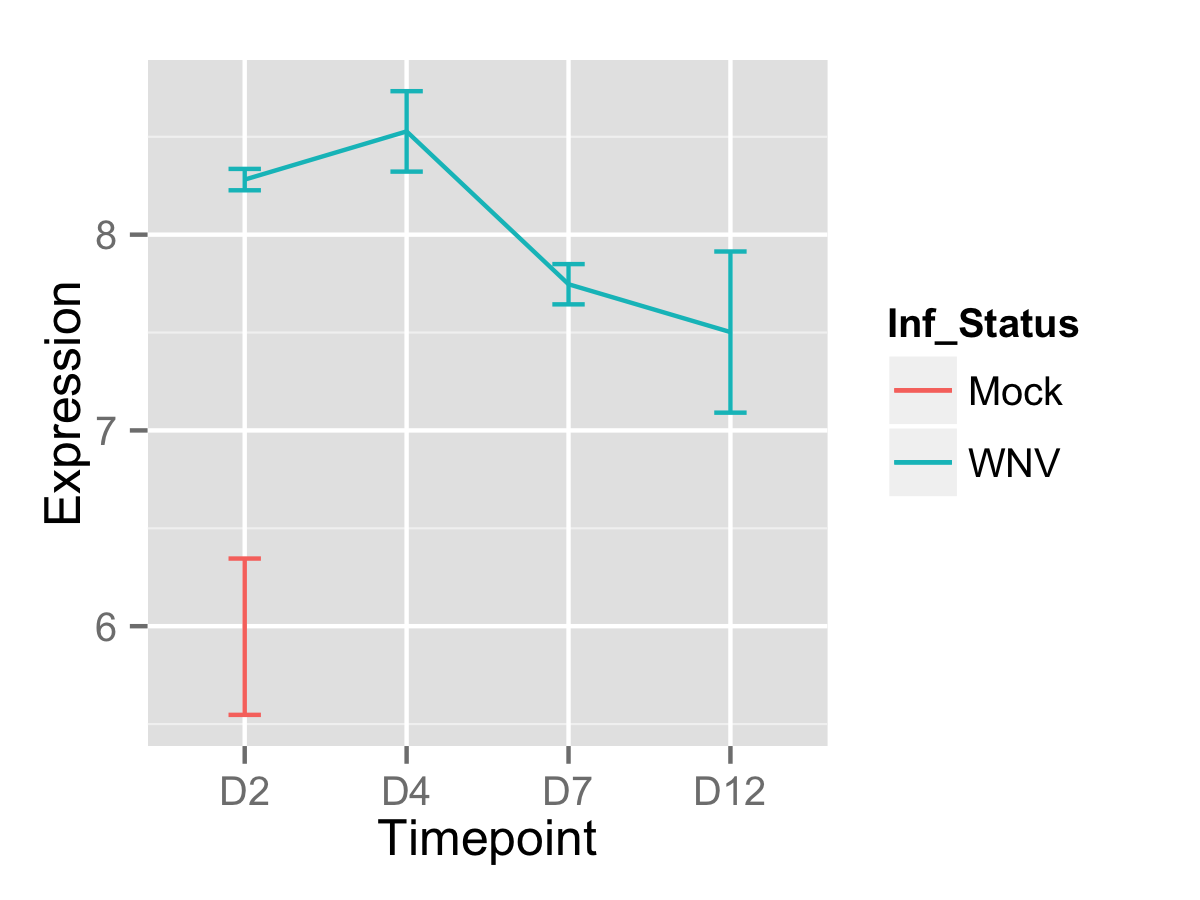 Expression
8
7
6
D2 D4 D7 D12
Timepoint
Inf_Status
Mock
WNV